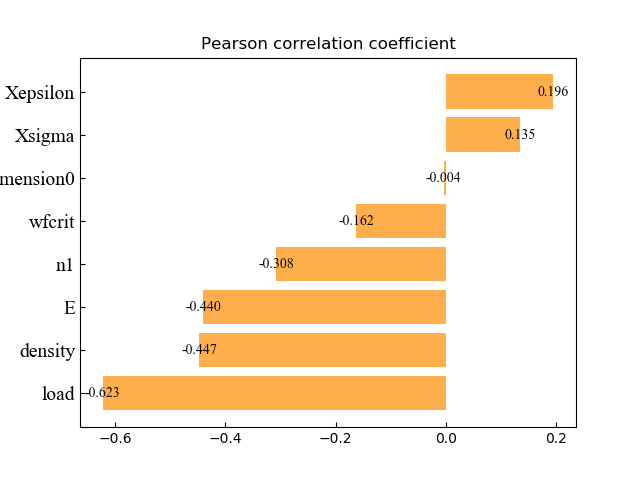 Pearson correlation coefficient
Xepsilon 0.196
Xsigma 0.135
mension0 -0.004
wfcrit -0.162
n1 -0.308
E -0.440
density -0.447
load -0.623
−0.6 −0.4 −0.2 0.0 0.2